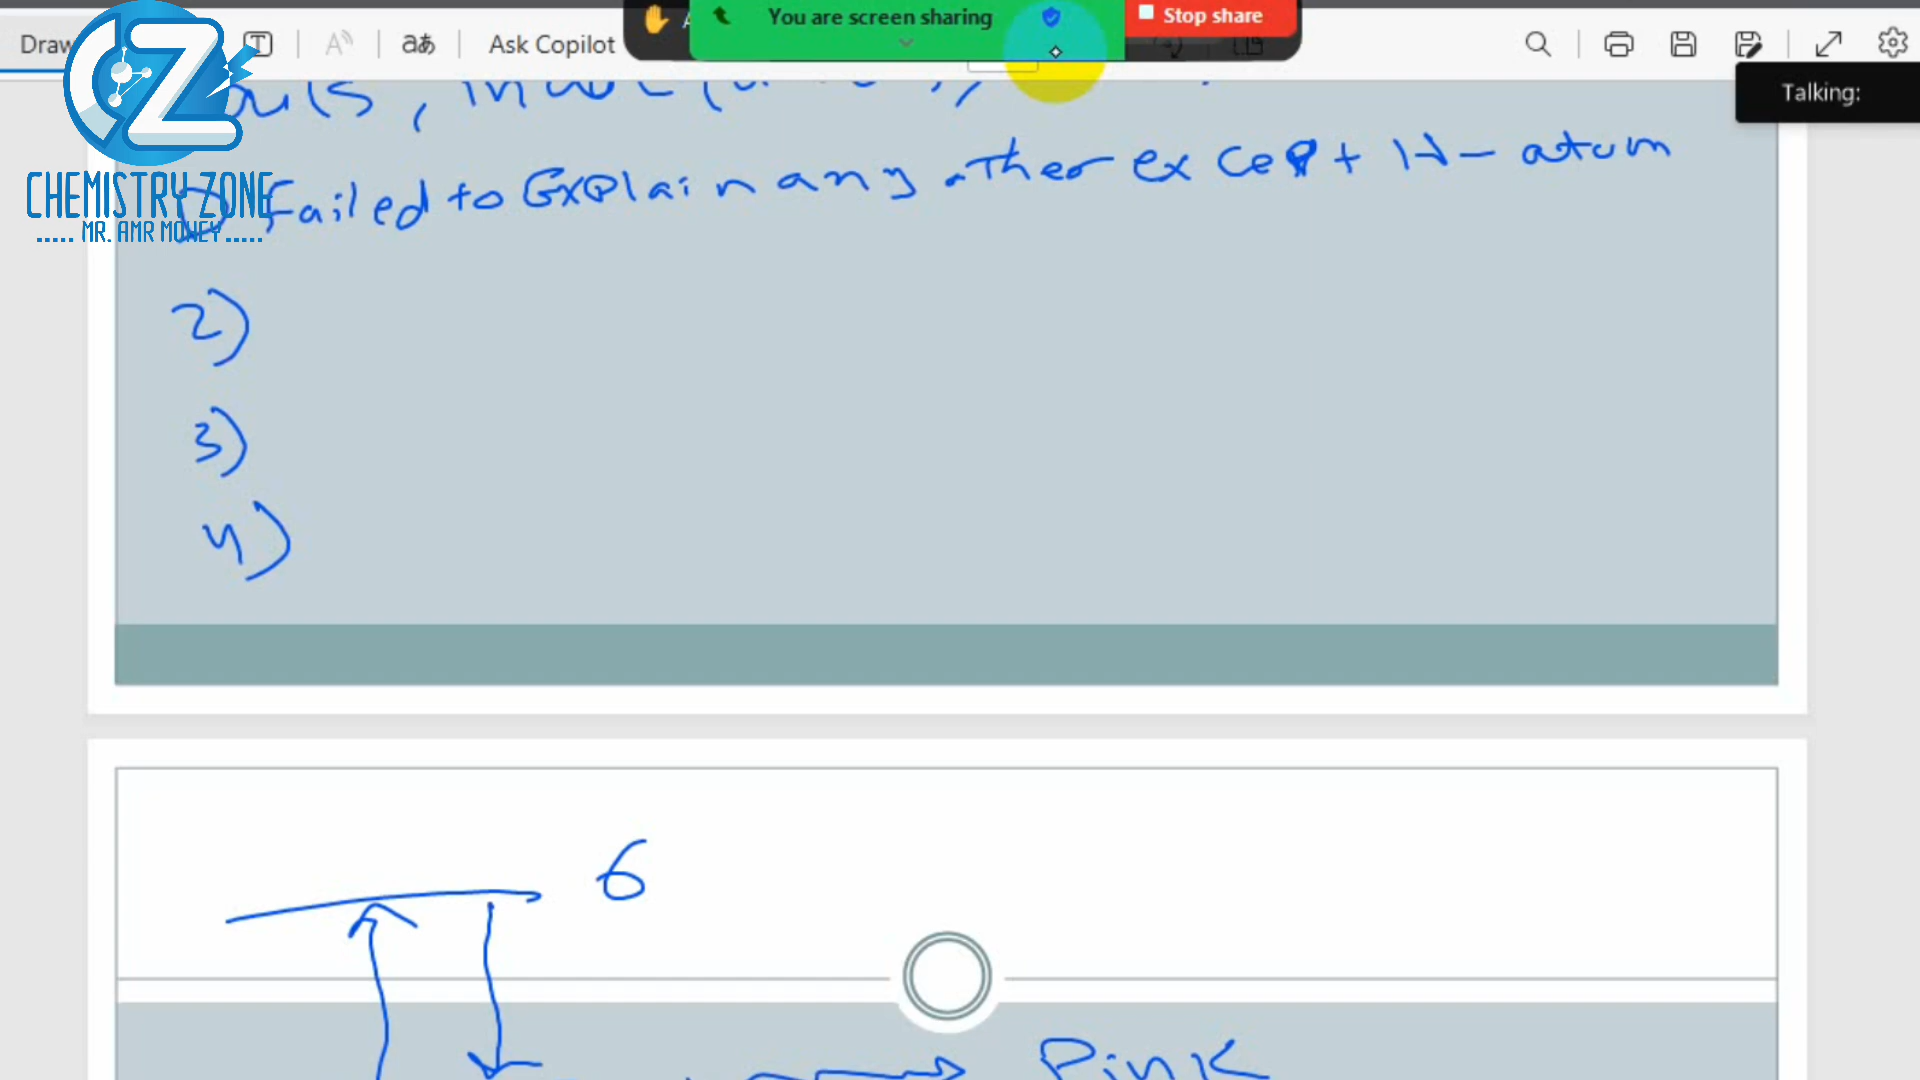 Draw
Ask Copilot
You are screen sharing
Stop share
Talking:
CHEMISTRY ZONE
..... MR. AMR MONEY .....
1) Failed to Explain any other except H-atom
2)
3)
4)
6
Pink